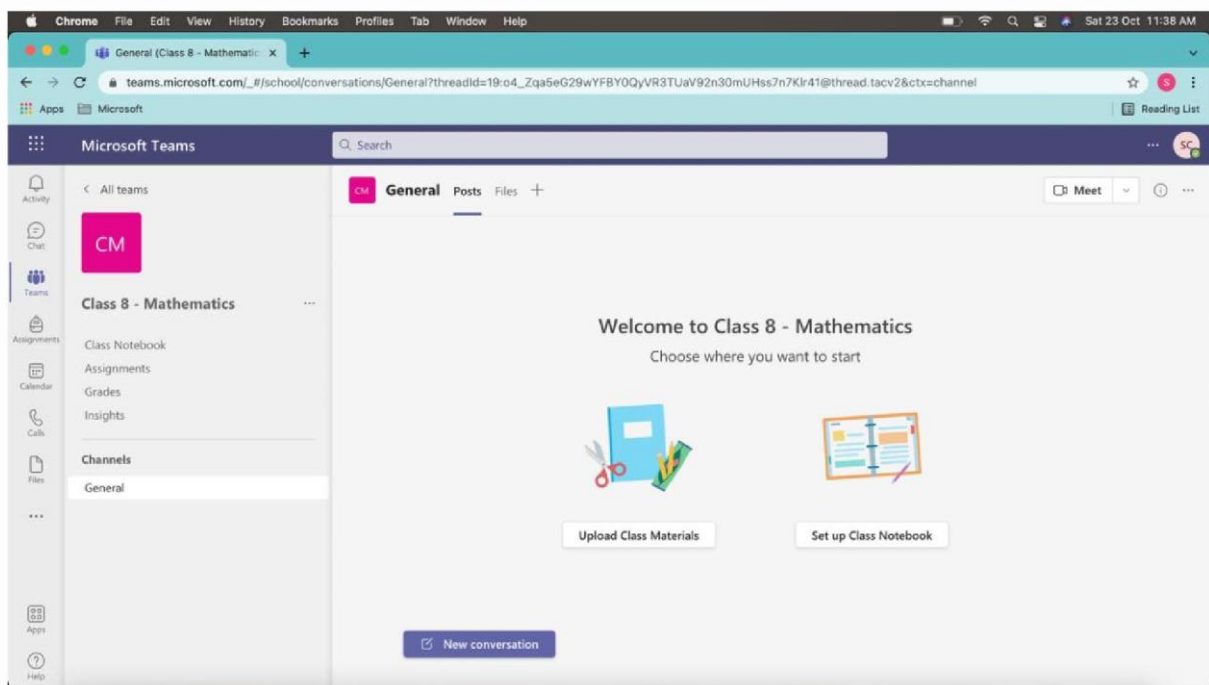 Chrome File Edit View History Bookmarks Profiles Tab Window Help
Sat 23 Oct 11:38 AM
General (Class 8 - Mathematic
teams.microsoft.com/_#/school/conversations/General?threadId=19:o4_Zqa5eG29wYFBY0QyVR3TUaV92n30mUHss7n7Klr41@thread.tacv2&ctx=channel
S
Apps Microsoft
Reading List
Microsoft Teams
Search
SC
Activity
Chat
Teams
Assignments
Calendar
Calls
Files
Apps
Help
All teams
CM
Class 8 - Mathematics
Class Notebook
Assignments
Grades
Insights
Channels
General
CM General Posts Files
Meet
Welcome to Class 8 - Mathematics
Choose where you want to start
Upload Class Materials
Set up Class Notebook
New conversation